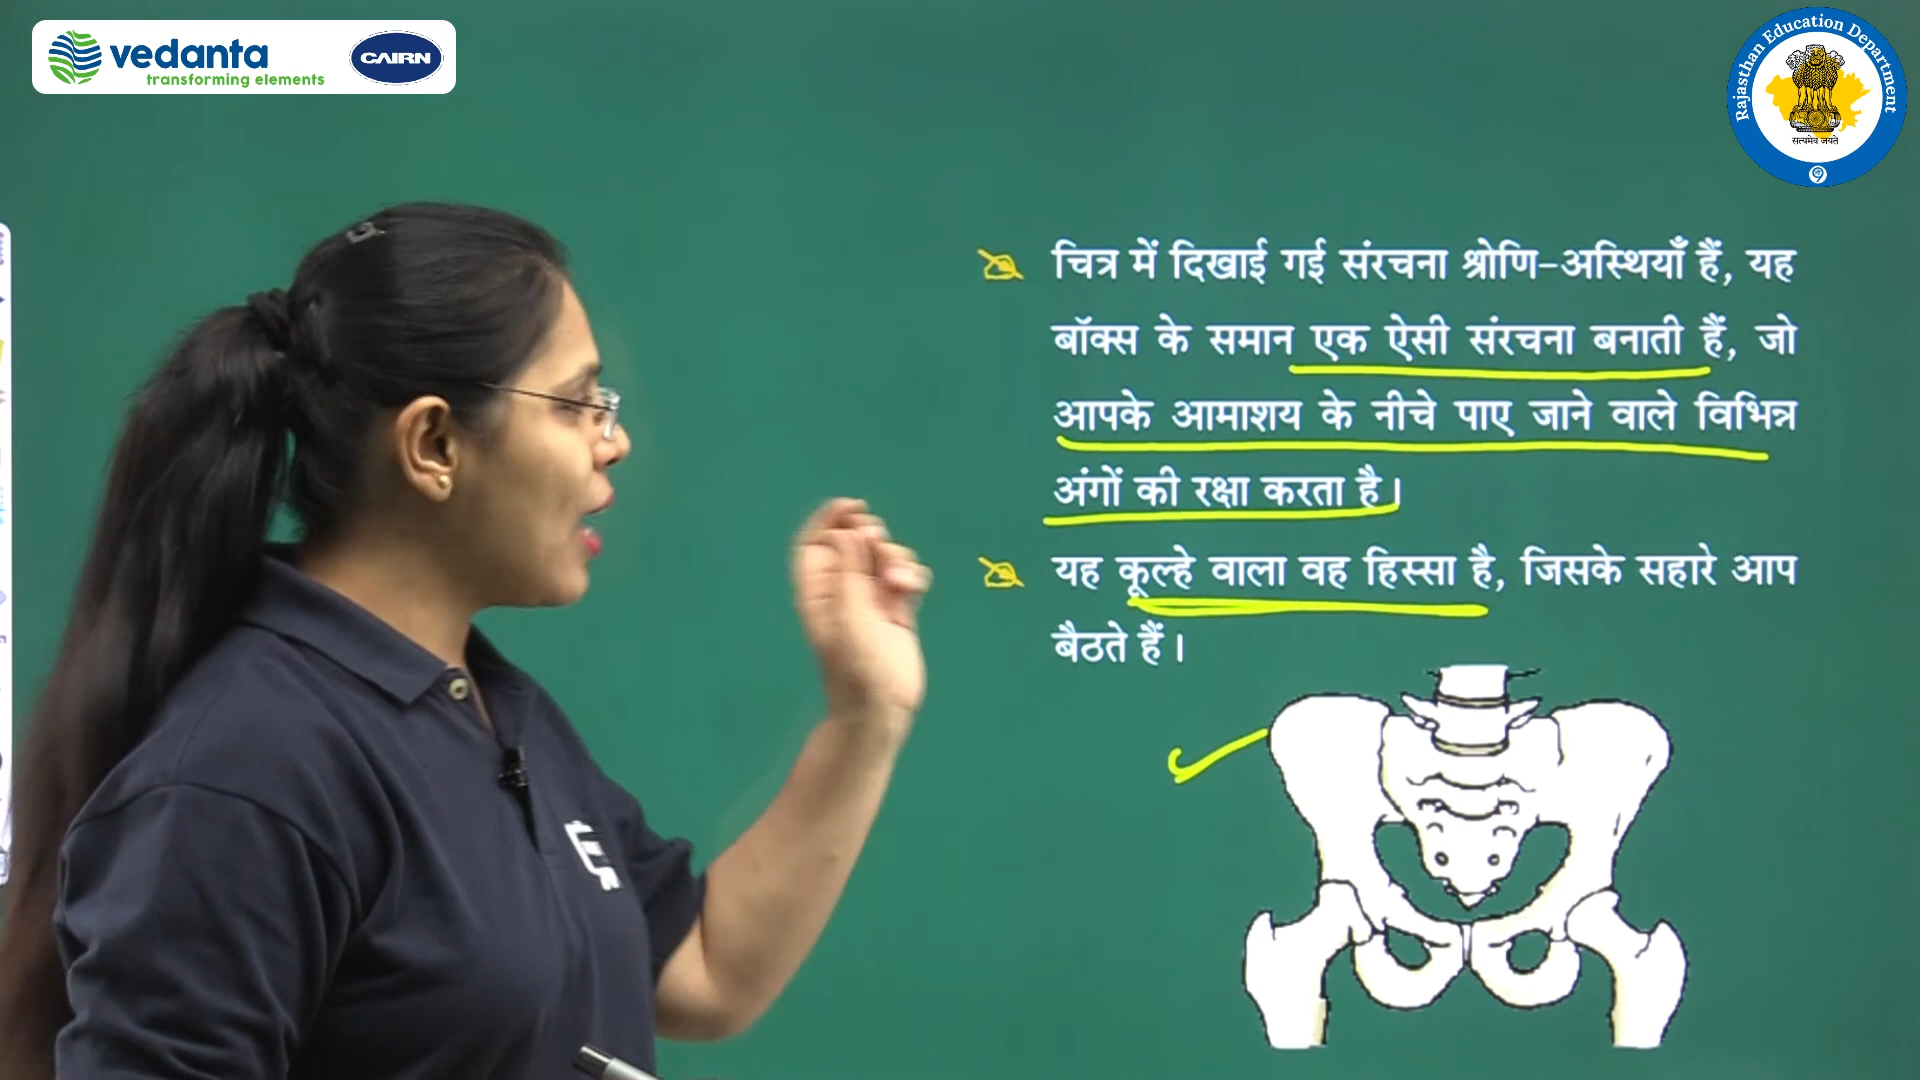 vedanta
transforming elements
CAIRN
Rajasthan Education Department
सत्यमेव जयते
चित्र में दिखाई गई संरचना श्रोणि-अस्थियाँ हैं, यह
बॉक्स के समान एक ऐसी संरचना बनाती हैं, जो
आपके आमाशय के नीचे पाए जाने वाले विभिन्न
अंगों की रक्षा करता है।
यह कूल्हे वाला वह हिस्सा है, जिसके सहारे आप
बैठते हैं।